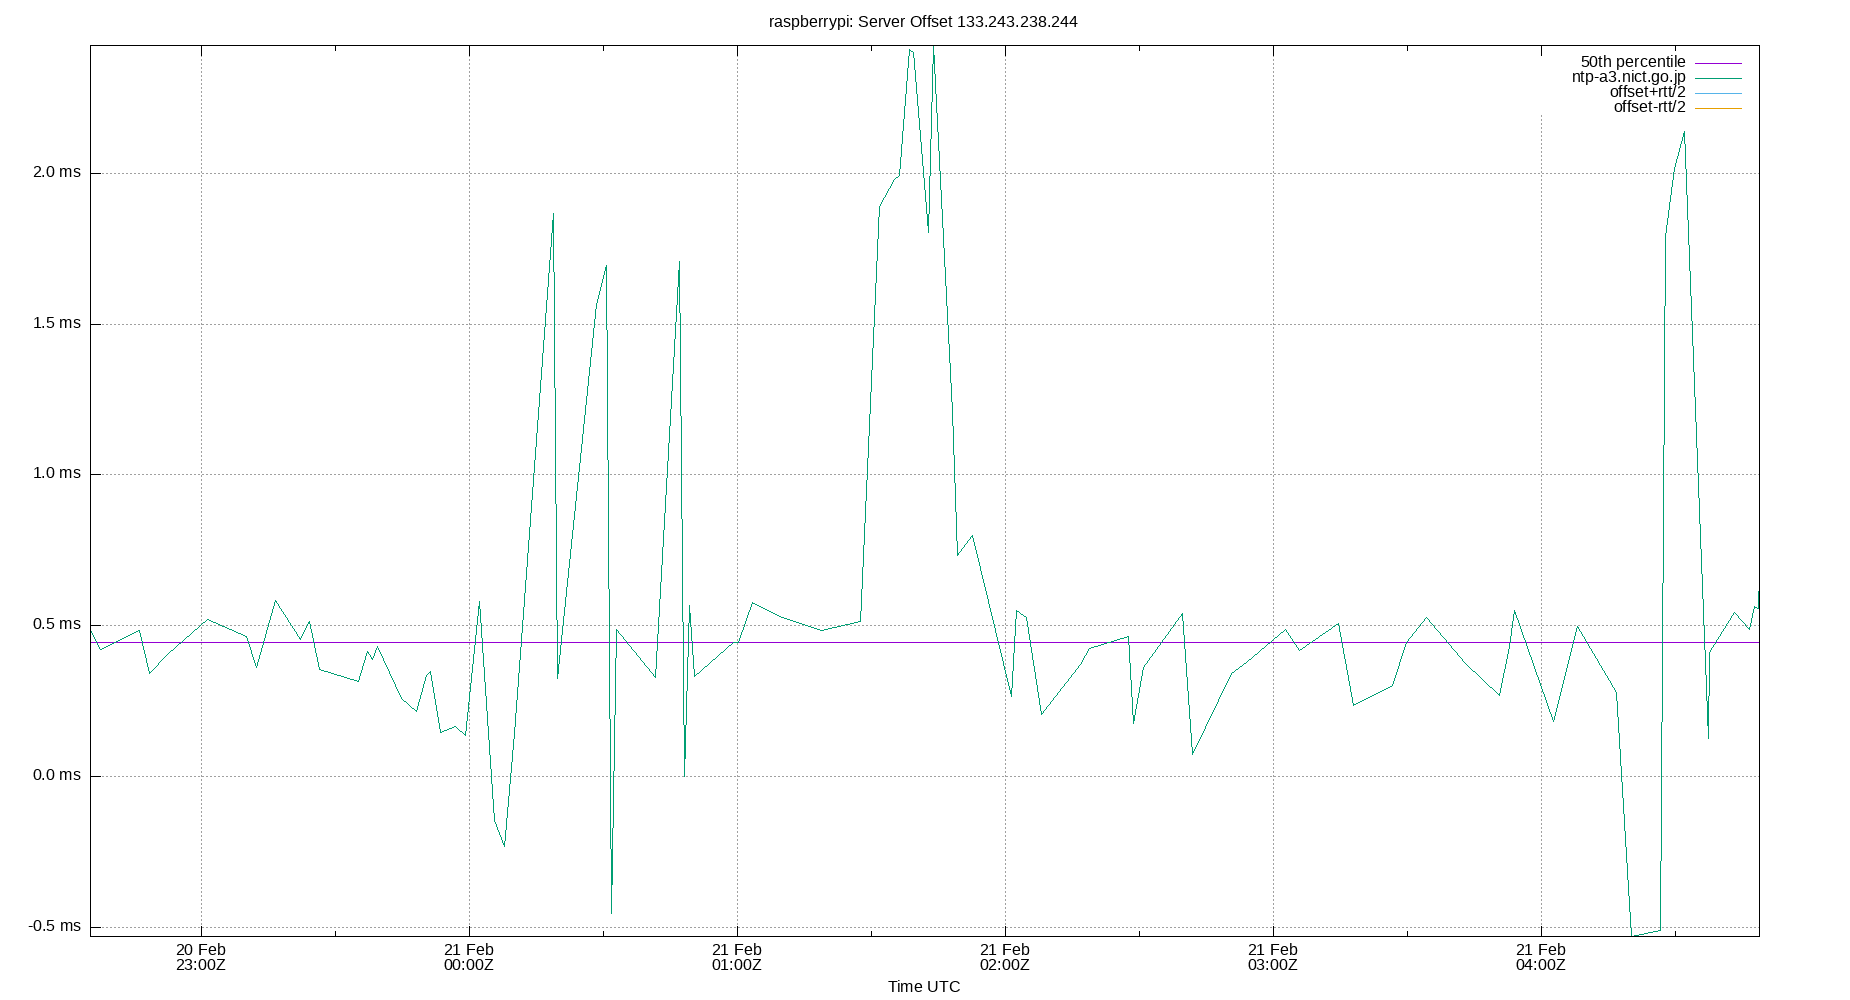 raspberrypi: Server Offset 133.243.238.244
50th percentile
ntp-a3.nict.go.jp
offset+rtt/2
offset-rtt/2
2.0 ms
1.5 ms
1.0 ms
0.5 ms
0.0 ms
-0.5 ms
20 Feb 21 Feb 21 Feb 21 Feb 21 Feb 21 Feb
23:00Z 00:00Z 01:00Z 02:00Z 03:00Z 04:00Z
Time UTC